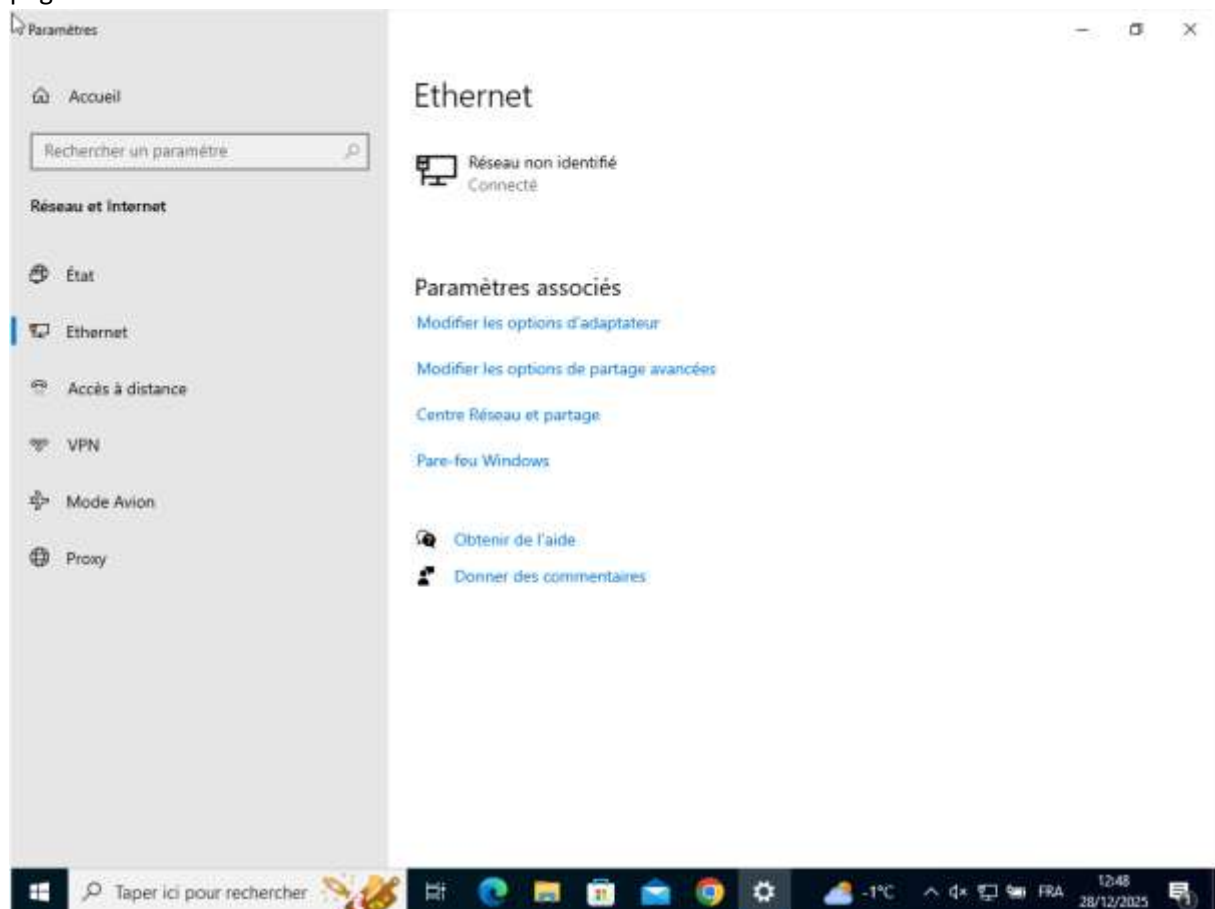 Paramètres
Accueil
Rechercher un paramètre
Réseau et Internet
État
Ethernet
Accès à distance
VPN
Mode Avion
Proxy
Ethernet
Réseau non identifié
Connecté
Paramètres associés
Modifier les options d'adaptateur
Modifier les options de partage avancées
Centre Réseau et partage
Pare-feu Windows
Obtenir de l'aide
Donner des commentaires
Taper ici pour rechercher
-1°C
FRA
12:48
28/12/2025